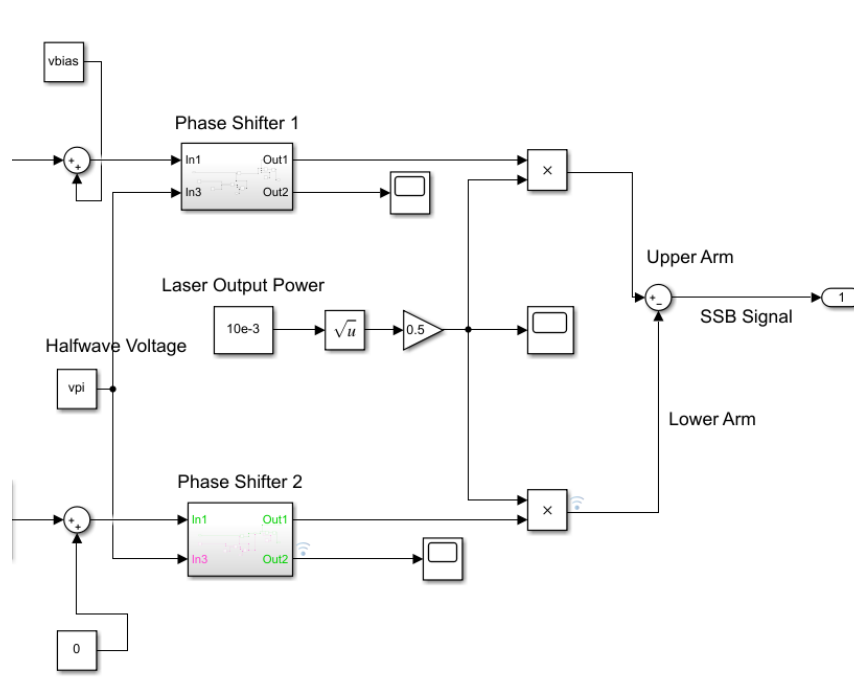 vbias
Phase Shifter 1
+
+
In1
Out1
In3
Out2
×
Upper Arm
Laser Output Power
10e-3
√u
0.5
+
−
1
SSB Signal
Halfwave Voltage
vpi
Lower Arm
Phase Shifter 2
+
+
In1
Out1
In3
Out2
×
0